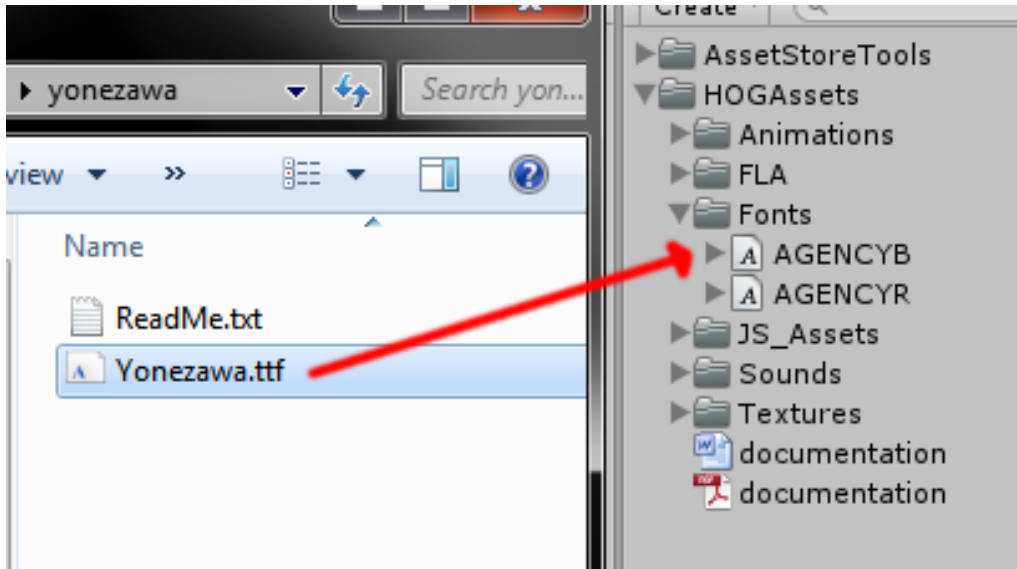 Create
yonezawa
Search yon...
view
»
Name
ReadMe.txt
Yonezawa.ttf
AssetStoreTools
HOGAssets
Animations
FLA
Fonts
AGENCYB
AGENCYR
JS_Assets
Sounds
Textures
documentation
documentation